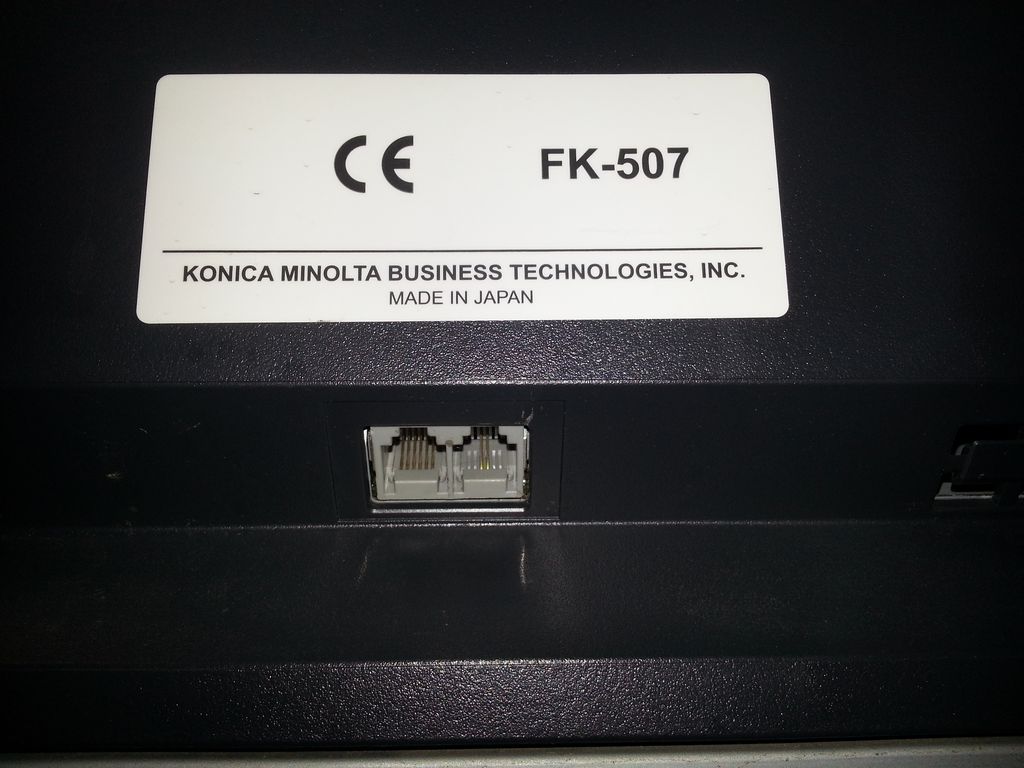 CE FK-507
KONICA MINOLTA BUSINESS TECHNOLOGIES, INC.
MADE IN JAPAN